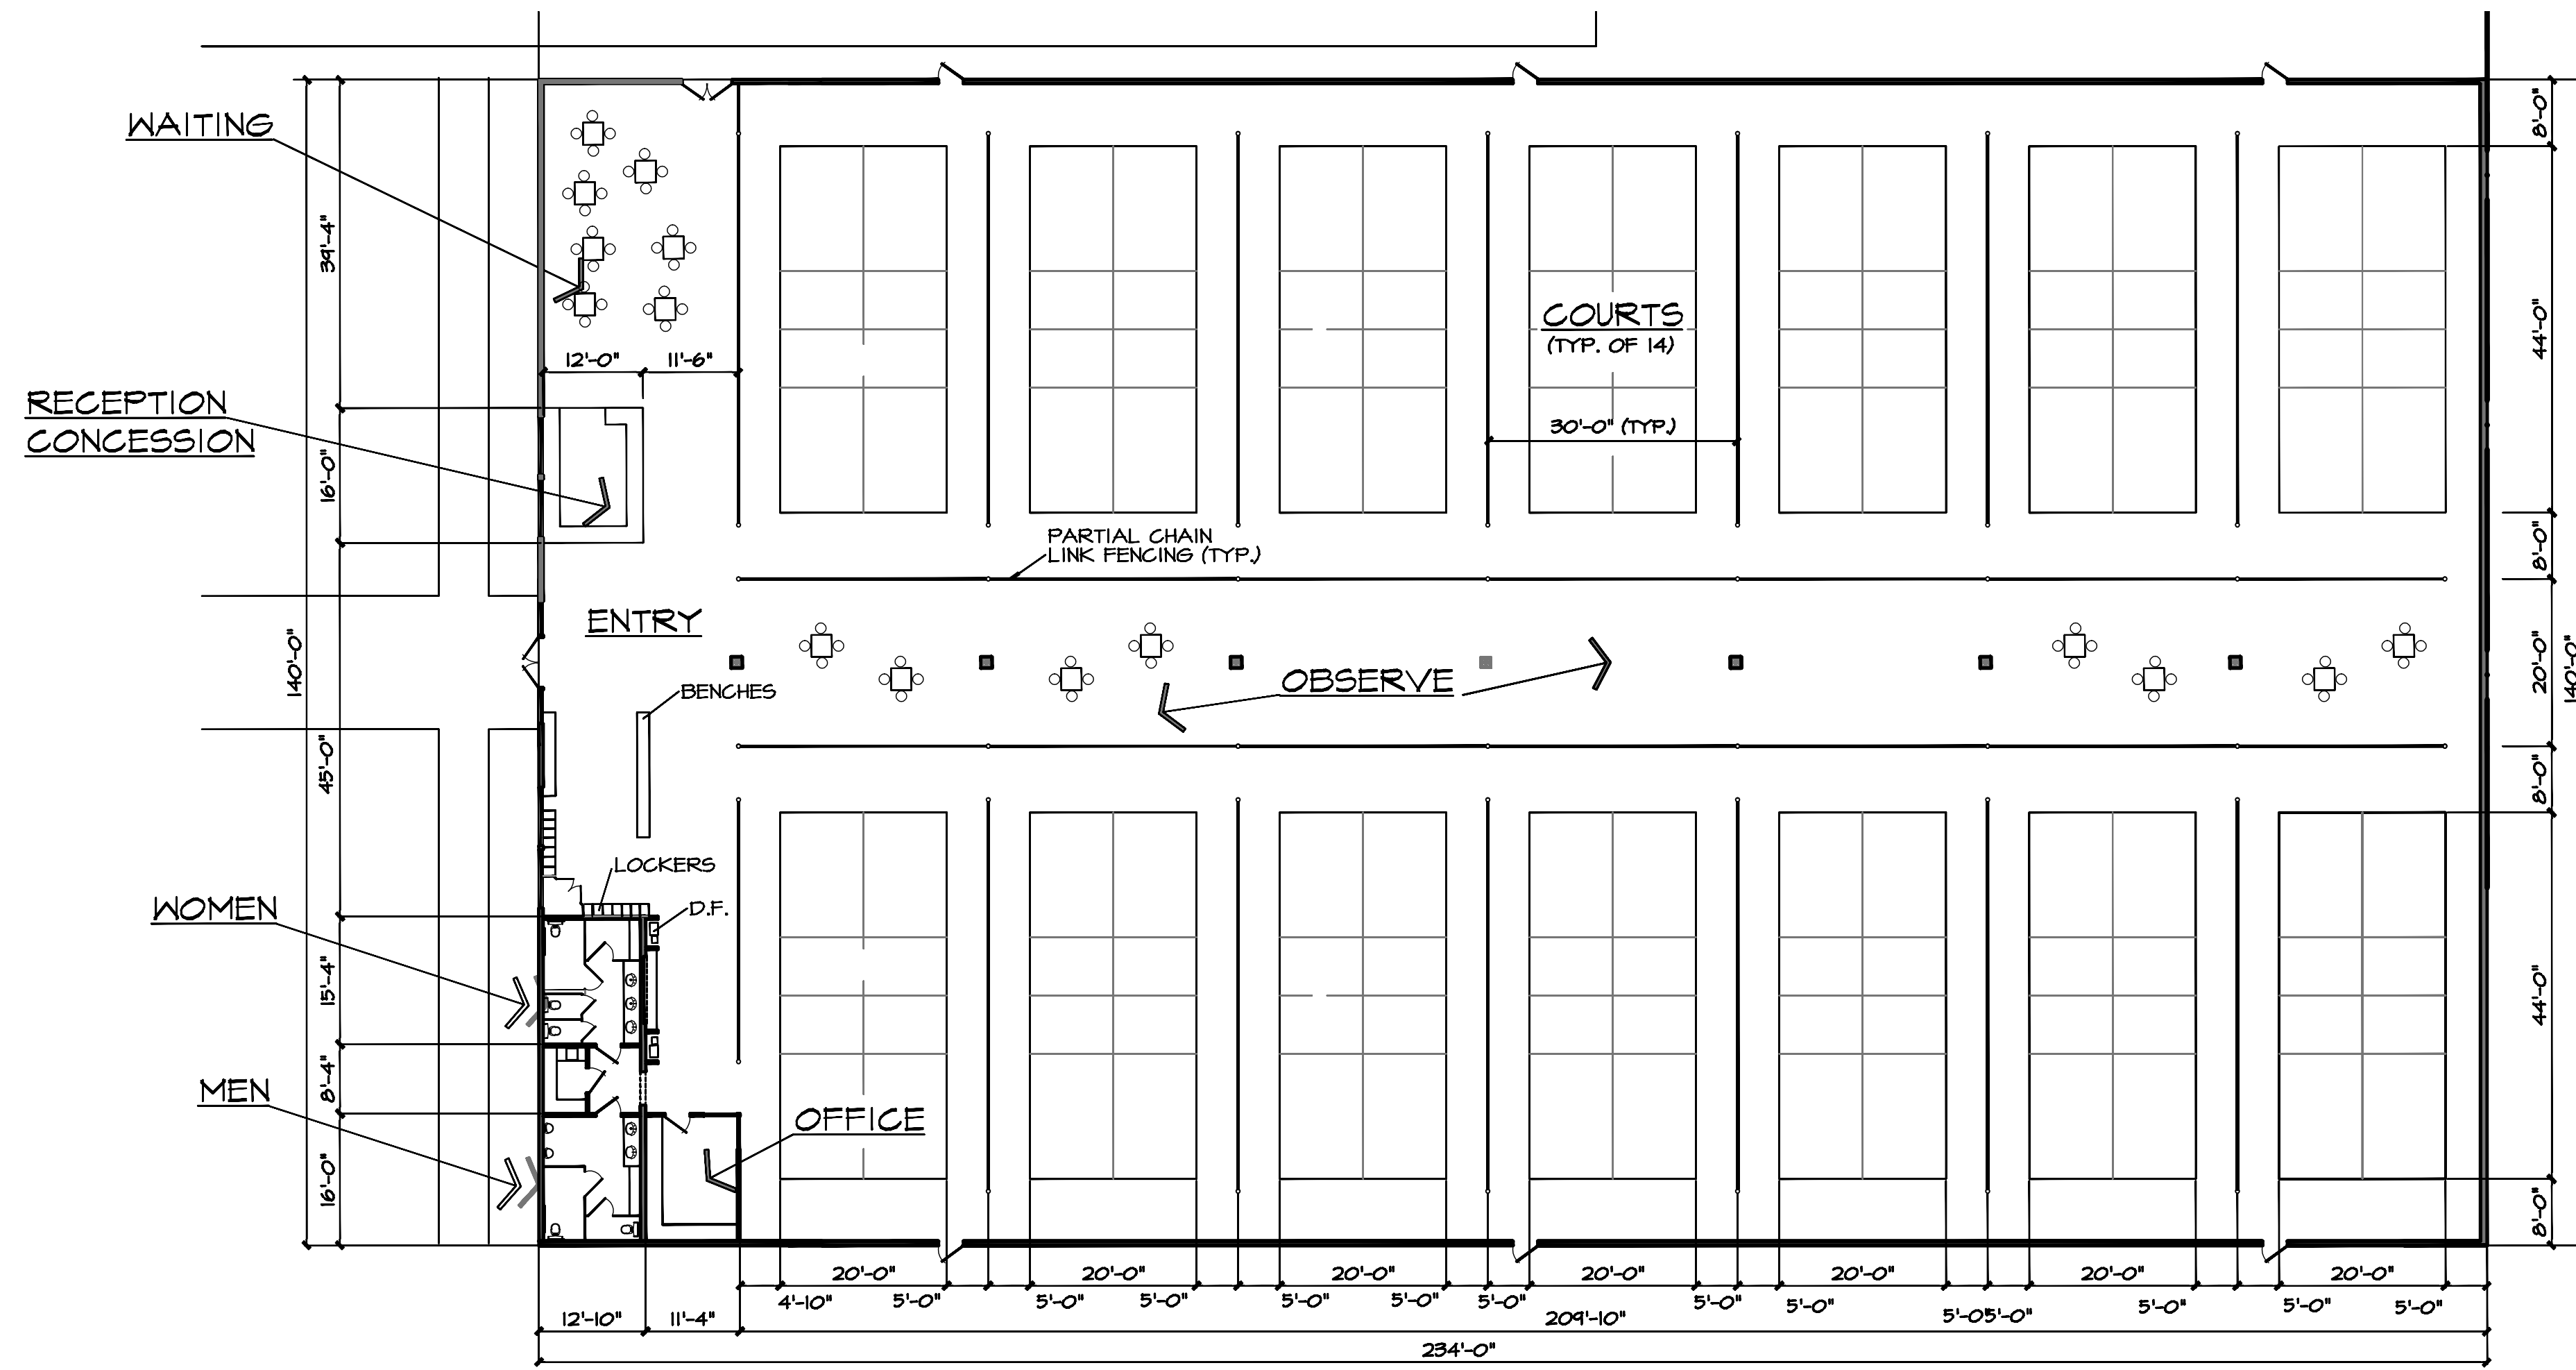 WAITING
RECEPTION
CONCESSION
WOMEN
MEN
39'-4"
16'-0"
140'-0"
45'-0"
15'-4"
8'-4"
16'-0"
12'-0"
11'-6"
ENTRY
BENCHES
LOCKERS
D.F.
OFFICE
COURTS
(TYP. OF 14)
30'-0" (TYP.)
PARTIAL CHAIN
LINK FENCING (TYP.)
OBSERVE
8'-0"
44'-0"
8'-0"
20'-0"
140'-0"
8'-0"
44'-0"
8'-0"
20'-0" 20'-0" 20'-0" 20'-0" 20'-0" 20'-0" 20'-0"
4'-10" 5'-0" 5'-0" 5'-0" 5'-0" 5'-0" 5'-0" 5'-0" 5'-0" 5'-0" 5'-0" 5'-0" 5'-0" 5'-0"
12'-10" 11'-4" 209'-10"
234'-0"